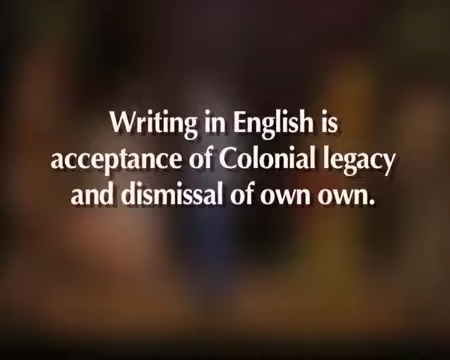 Writing in English is
acceptance of Colonial legacy
and dismissal of own own.